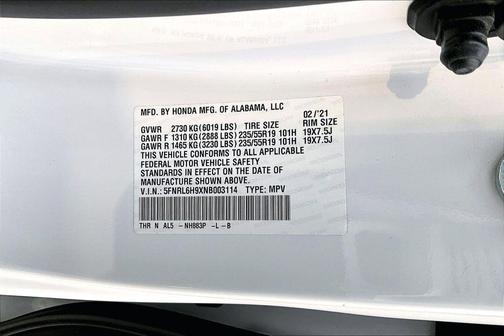 MFD. BY HONDA MFG. OF ALABAMA, LLC
GVWR 2730 KG (6019 LBS) TIRE SIZE 02/'21 RIM SIZE
GAWR F 1310 KG (2888 LBS) 235/55R19 101H 19X7.5J
GAWR R 1465 KG (3230 LBS) 235/55R19 101H 19X7.5J
THIS VEHICLE CONFORMS TO ALL APPLICABLE
FEDERAL MOTOR VEHICLE SAFETY
STANDARDS IN EFFECT ON THE DATE OF
MANUFACTURE SHOWN ABOVE.
V.I.N.: 5FNRL6H9XNB003114 TYPE: MPV
THR N AL5 -NH883P -L-B